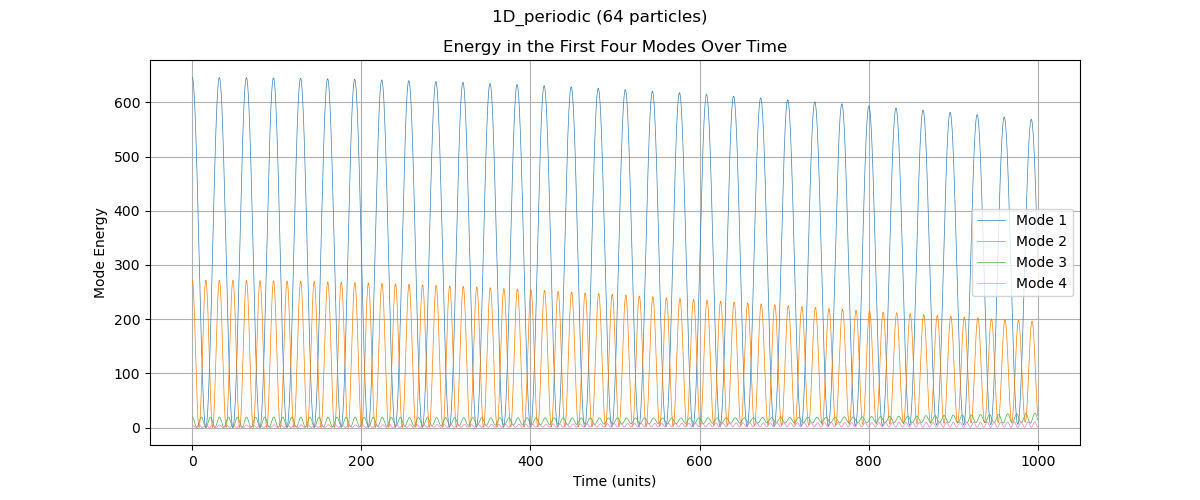 1D_periodic (64 particles)
Energy in the First Four Modes Over Time
Mode Energy
600
500
400
300
200
100
0
0 200 400 600 800 1000
Time (units)
Mode 1
Mode 2
Mode 3
Mode 4